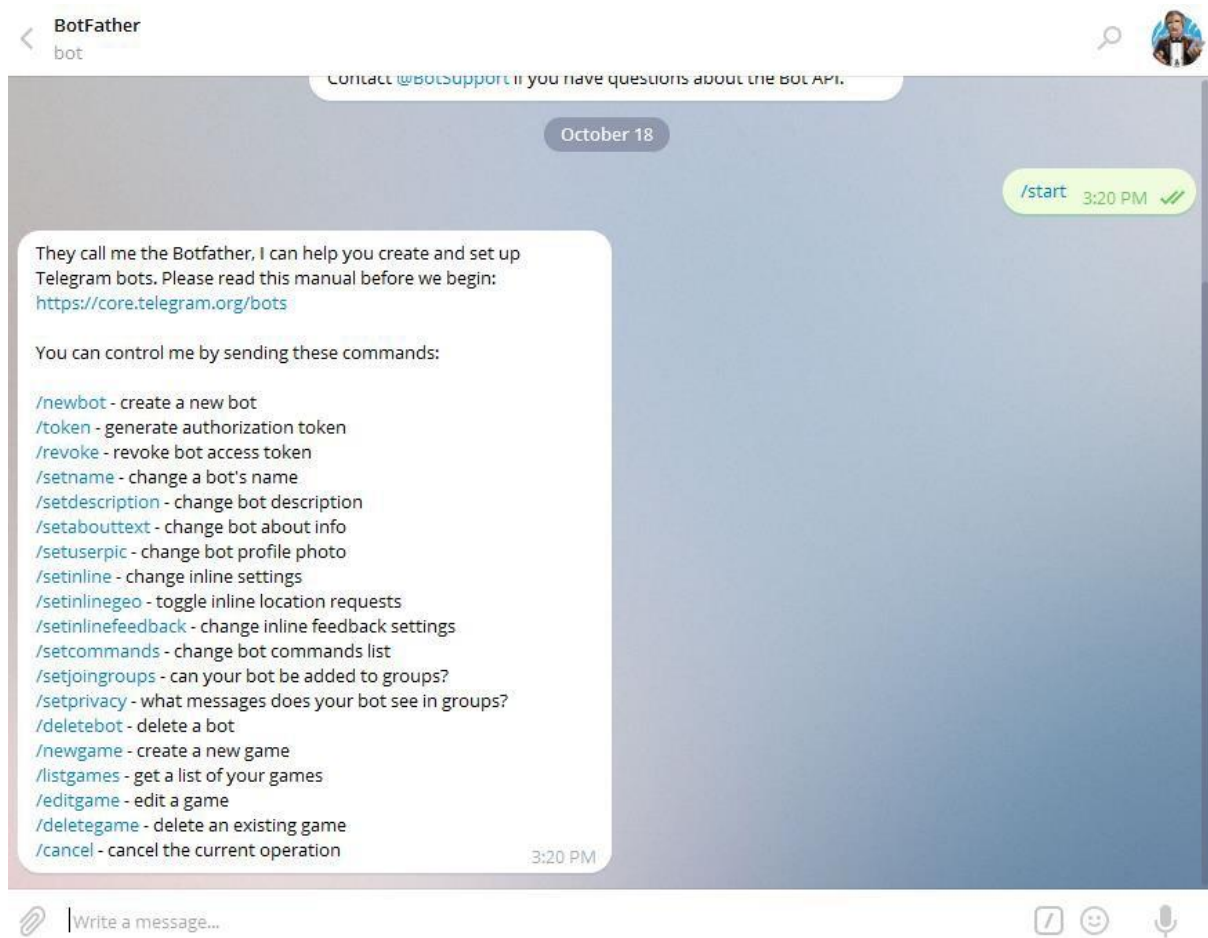 BotFather
bot
Contact @BotSupport if you have questions about the Bot API.
October 18
/start 3:20 PM
They call me the Botfather, I can help you create and set up
Telegram bots. Please read this manual before we begin:
https://core.telegram.org/bots
You can control me by sending these commands:
/newbot - create a new bot
/token - generate authorization token
/revoke - revoke bot access token
/setname - change a bot's name
/setdescription - change bot description
/setabouttext - change bot about info
/setuserpic - change bot profile photo
/setinline - change inline settings
/setinlinegeo - toggle inline location requests
/setinlinefeedback - change inline feedback settings
/setcommands - change bot commands list
/setjoingroups - can your bot be added to groups?
/setprivacy - what messages does your bot see in groups?
/deletebot - delete a bot
/newgame - create a new game
/listgames - get a list of your games
/editgame - edit a game
/deletegame - delete an existing game
/cancel - cancel the current operation
3:20 PM
Write a message...